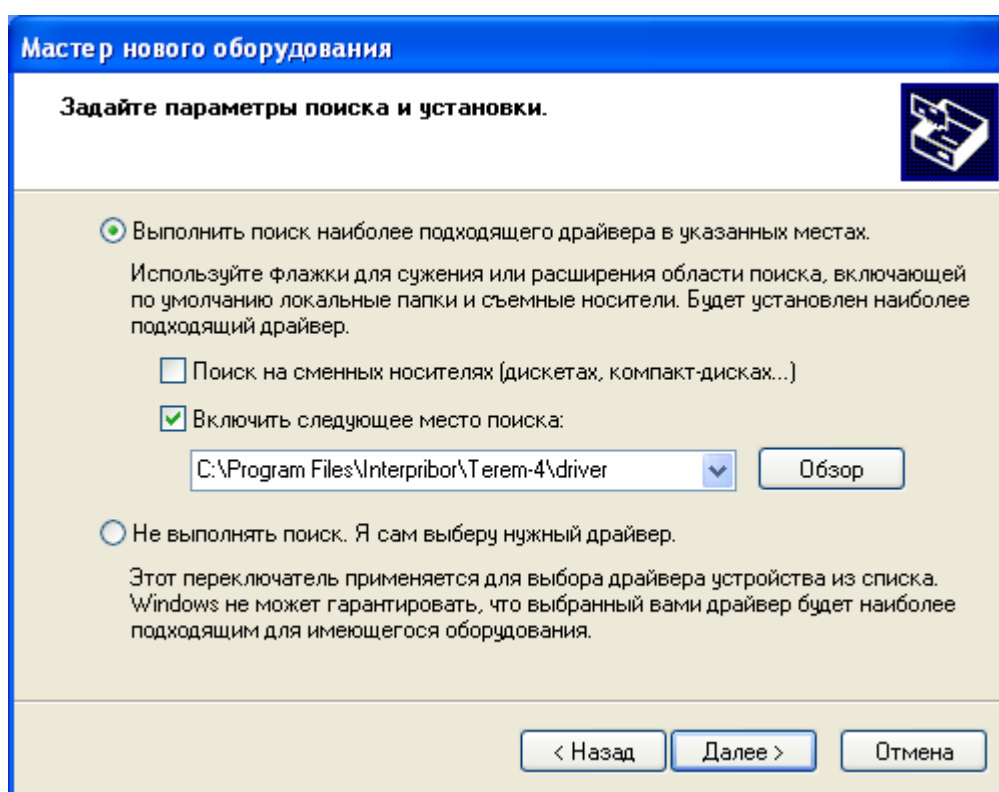 Мастер нового оборудования
Задайте параметры поиска и установки.
Выполнить поиск наиболее подходящего драйвера в указанных местах.
Используйте флажки для сужения или расширения области поиска, включающей
по умолчанию локальные папки и съемные носители. Будет установлен наиболее
подходящий драйвер.
Поиск на сменных носителях (дискетах, компакт-дисках...)
Включить следующее место поиска:
C:\Program Files\Interpribor\Terem-4\driver
Обзор
Не выполнять поиск. Я сам выберу нужный драйвер.
Этот переключатель применяется для выбора драйвера устройства из списка.
Windows не может гарантировать, что выбранный вами драйвер будет наиболее
подходящим для имеющегося оборудования.
< Назад
Далее >
Отмена